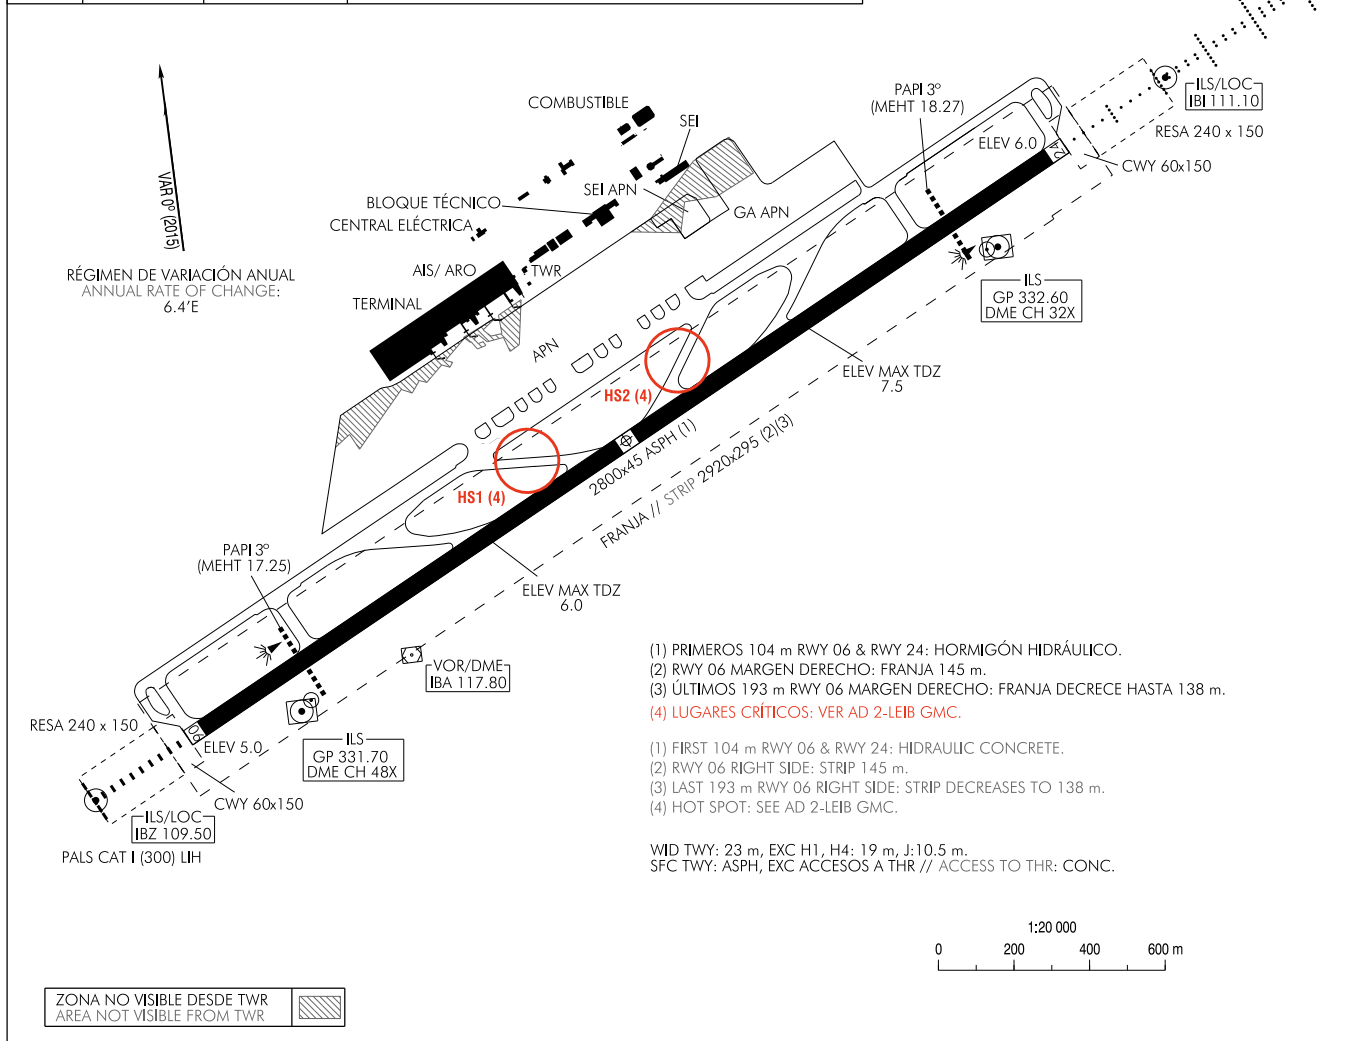 COMBUSTIBLE
SEI
PAPI 3º
(MEHT 18.27)
ILS/LOC
IBI 111.10
RESA 240 x 150
ELEV 6.0
24
CWY 60x150
VAR 0º (2015)
SEI APN
BLOQUE TÉCNICO
GA APN
CENTRAL ELÉCTRICA
RÉGIMEN DE VARIACIÓN ANUAL
ANNUAL RATE OF CHANGE:
6.4'E
AIS/ ARO
TWR
TERMINAL
ILS
GP 332.60
DME CH 32X
APN
ELEV MAX TDZ
7.5
HS2 (4)
2800x45 ASPH (1)
HS1 (4)
FRANJA // STRIP 2920x295 (2)(3)
PAPI 3º
(MEHT 17.25)
ELEV MAX TDZ
6.0
VOR/DME
IBA 117.80
RESA 240 x 150
06
ELEV 5.0
ILS
GP 331.70
DME CH 48X
CWY 60x150
ILS/LOC
IBZ 109.50
PALS CAT I (300) LIH
(1) PRIMEROS 104 m RWY 06 & RWY 24: HORMIGÓN HIDRÁULICO.
(2) RWY 06 MARGEN DERECHO: FRANJA 145 m.
(3) ÚLTIMOS 193 m RWY 06 MARGEN DERECHO: FRANJA DECRECE HASTA 138 m.
(4) LUGARES CRÍTICOS: VER AD 2-LEIB GMC.
(1) FIRST 104 m RWY 06 & RWY 24: HIDRAULIC CONCRETE.
(2) RWY 06 RIGHT SIDE: STRIP 145 m.
(3) LAST 193 m RWY 06 RIGHT SIDE: STRIP DECREASES TO 138 m.
(4) HOT SPOT: SEE AD 2-LEIB GMC.
WID TWY: 23 m, EXC H1, H4: 19 m, J:10.5 m.
SFC TWY: ASPH, EXC ACCESOS A THR // ACCESS TO THR: CONC.
1:20 000
0 200 400 600 m
ZONA NO VISIBLE DESDE TWR
AREA NOT VISIBLE FROM TWR